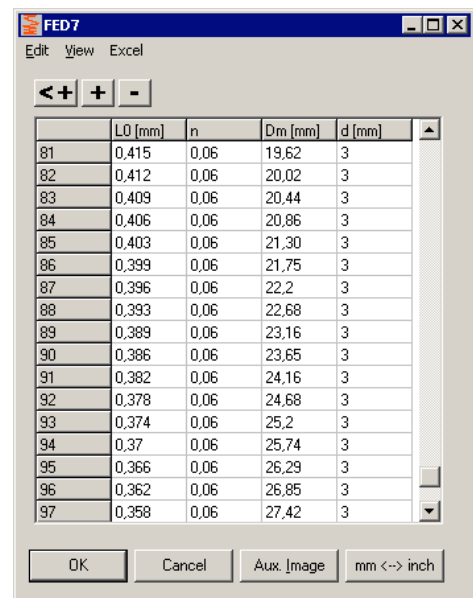 FED7
Edit View Excel
<+ + -
L0 [mm] n Dm [mm] d [mm]
81 0,415 0,06 19,62 3
82 0,412 0,06 20,02 3
83 0,409 0,06 20,44 3
84 0,406 0,06 20,86 3
85 0,403 0,06 21,30 3
86 0,399 0,06 21,75 3
87 0,396 0,06 22,2 3
88 0,393 0,06 22,68 3
89 0,389 0,06 23,16 3
90 0,386 0,06 23,65 3
91 0,382 0,06 24,16 3
92 0,378 0,06 24,68 3
93 0,374 0,06 25,2 3
94 0,37 0,06 25,74 3
95 0,366 0,06 26,29 3
96 0,362 0,06 26,85 3
97 0,358 0,06 27,42 3
OK Cancel Aux. Image mm <--> inch